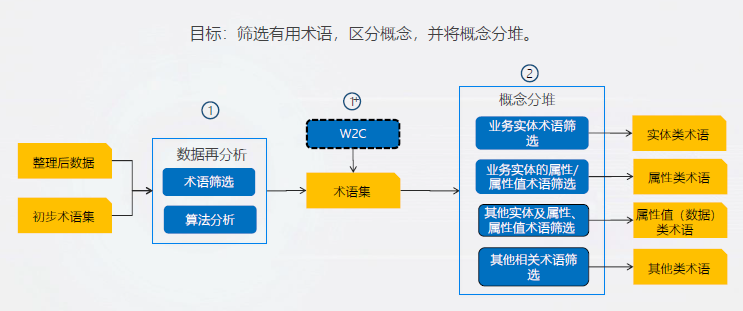 目标：筛选有用术语，区分概念，并将概念分堆。
①
①⁺
②
整理后数据
初步术语集
数据再分析
术语筛选
算法分析
W2C
术语集
概念分堆
业务实体术语筛
选
业务实体的属性/
属性值术语筛选
其他实体及属性、
属性值术语筛选
其他相关术语筛
选
实体类术语
属性类术语
属性值（数据）
类术语
其他类术语